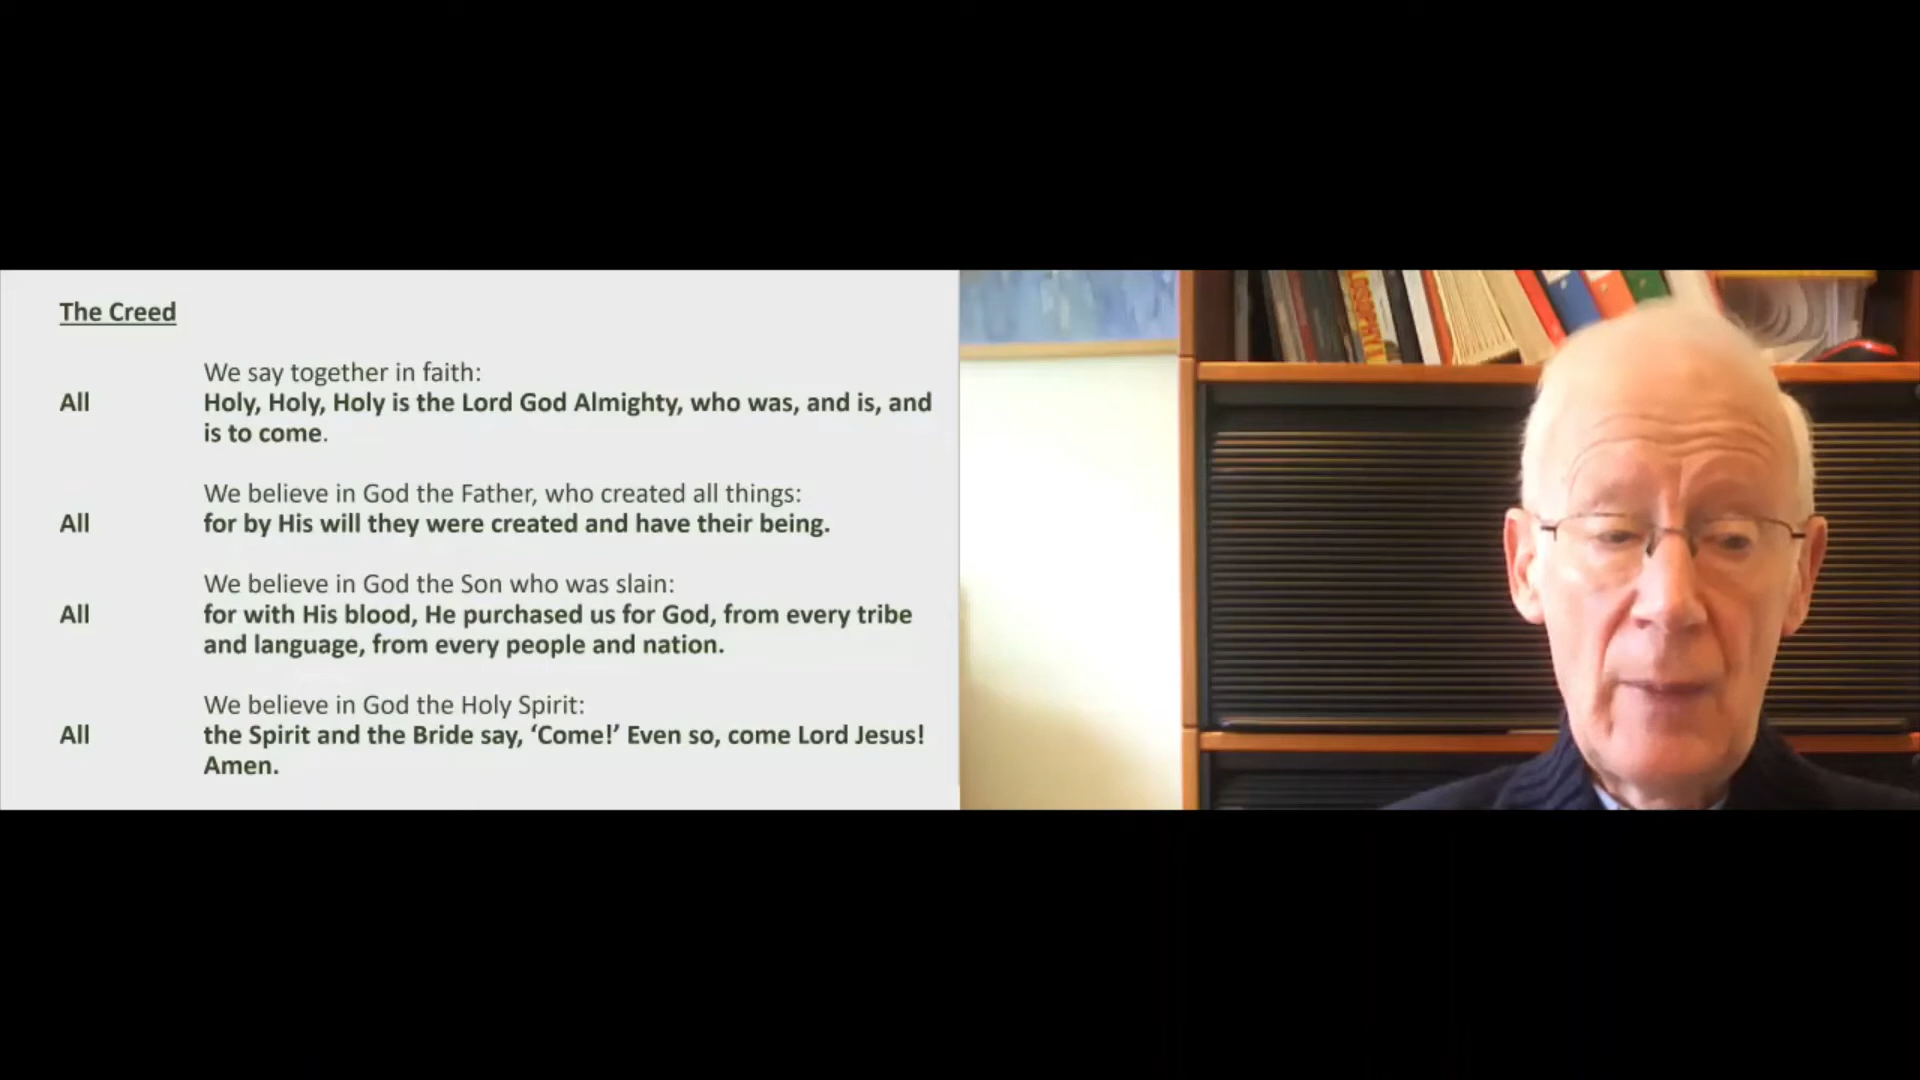 The Creed
We say together in faith:
All Holy, Holy, Holy is the Lord God Almighty, who was, and is, and
is to come.
We believe in God the Father, who created all things:
All for by His will they were created and have their being.
We believe in God the Son who was slain:
All for with His blood, He purchased us for God, from every tribe
and language, from every people and nation.
We believe in God the Holy Spirit:
All the Spirit and the Bride say, ‘Come!’ Even so, come Lord Jesus!
Amen.